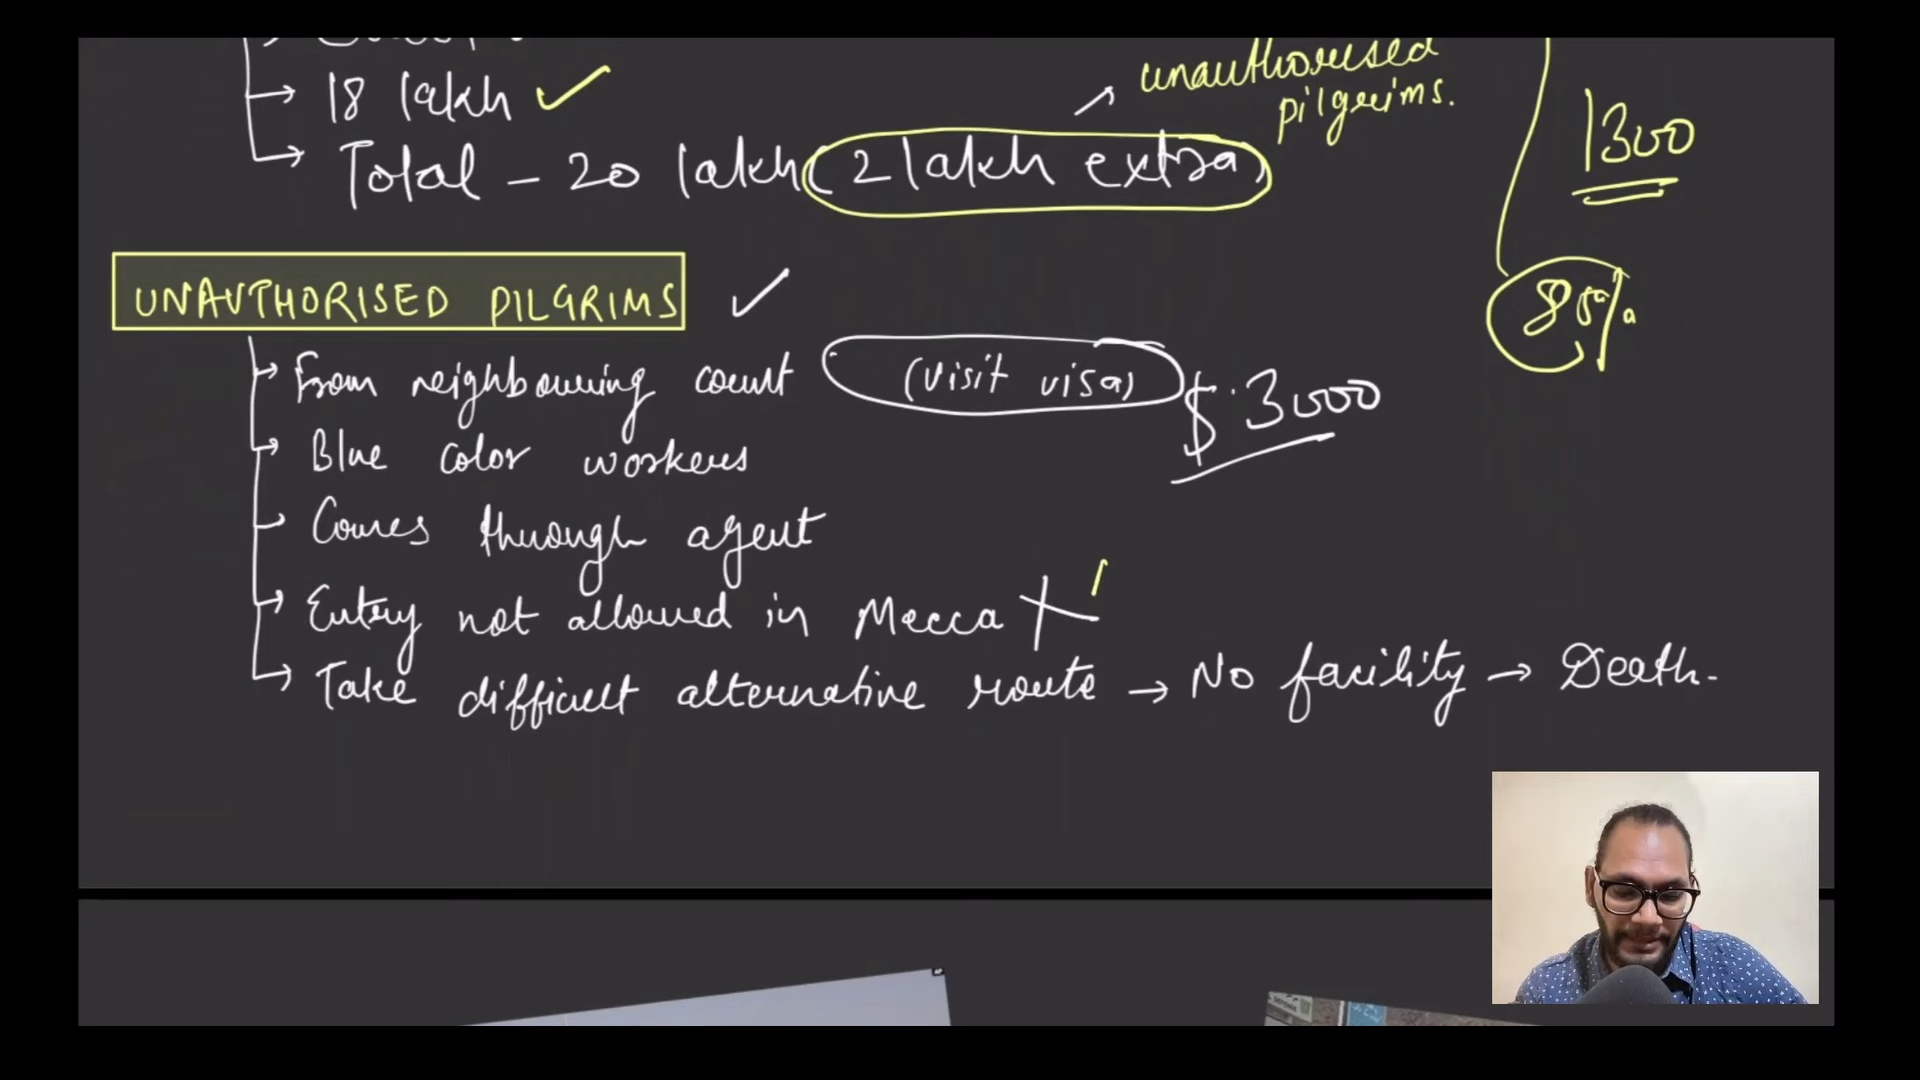 18 lakh
unauthorised
pilgrims.
Total - 20 lakh (2 lakh extra)
1300
UNAUTHORISED PILGRIMS
85%
From neighbouring count (visit visa)
$3000
Blue color workers
Comes through agent
Entry not allowed in Mecca
Take difficult alternative route → No facility → Death.